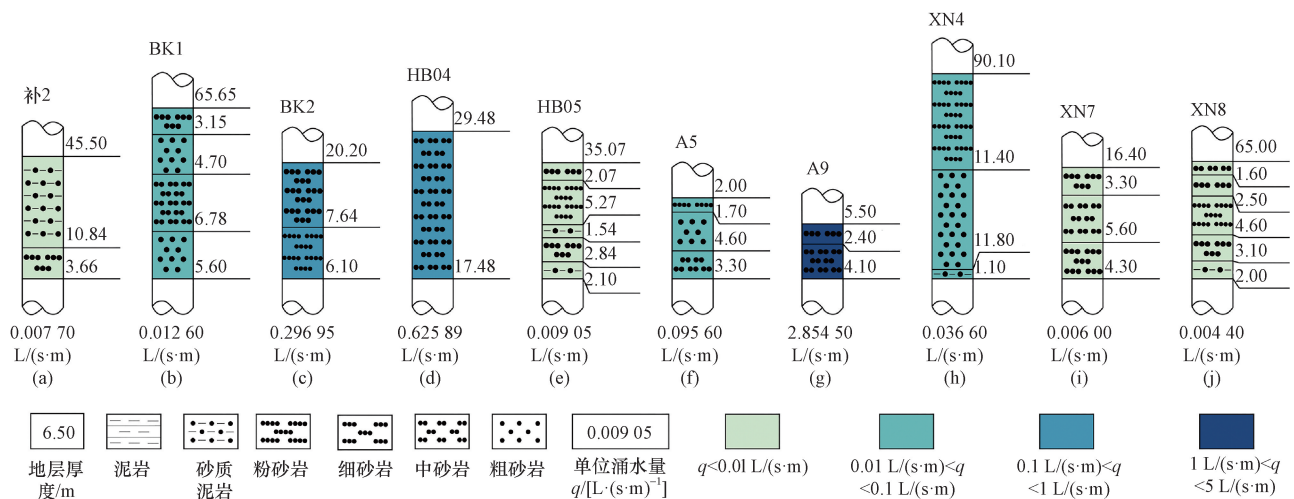 补2
45.50
10.84
3.66
0.007 70
L/(s·m)
(a)
BK1
65.65
3.15
4.70
6.78
5.60
0.012 60
L/(s·m)
(b)
BK2
20.20
7.64
6.10
0.296 95
L/(s·m)
(c)
HB04
29.48
17.48
0.625 89
L/(s·m)
(d)
HB05
35.07
2.07
5.27
1.54
2.84
2.10
0.009 05
L/(s·m)
(e)
A5
2.00
1.70
4.60
3.30
0.095 60
L/(s·m)
(f)
A9
5.50
2.40
4.10
2.854 50
L/(s·m)
(g)
XN4
90.10
11.40
11.80
1.10
0.036 60
L/(s·m)
(h)
XN7
16.40
3.30
5.60
4.30
0.006 00
L/(s·m)
(i)
XN8
65.00
1.60
2.50
4.60
3.10
2.00
0.004 40
L/(s·m)
(j)
6.50
地层厚
度/m
泥岩
砂质
泥岩
粉砂岩
细砂岩
中砂岩
粗砂岩
0.009 05
单位涌水量
q/[L·(s·m)⁻¹]
q<0.01 L/(s·m)
0.01 L/(s·m)<q
<0.1 L/(s·m)
0.1 L/(s·m)<q
<1 L/(s·m)
1 L/(s·m)<q
<5 L/(s·m)